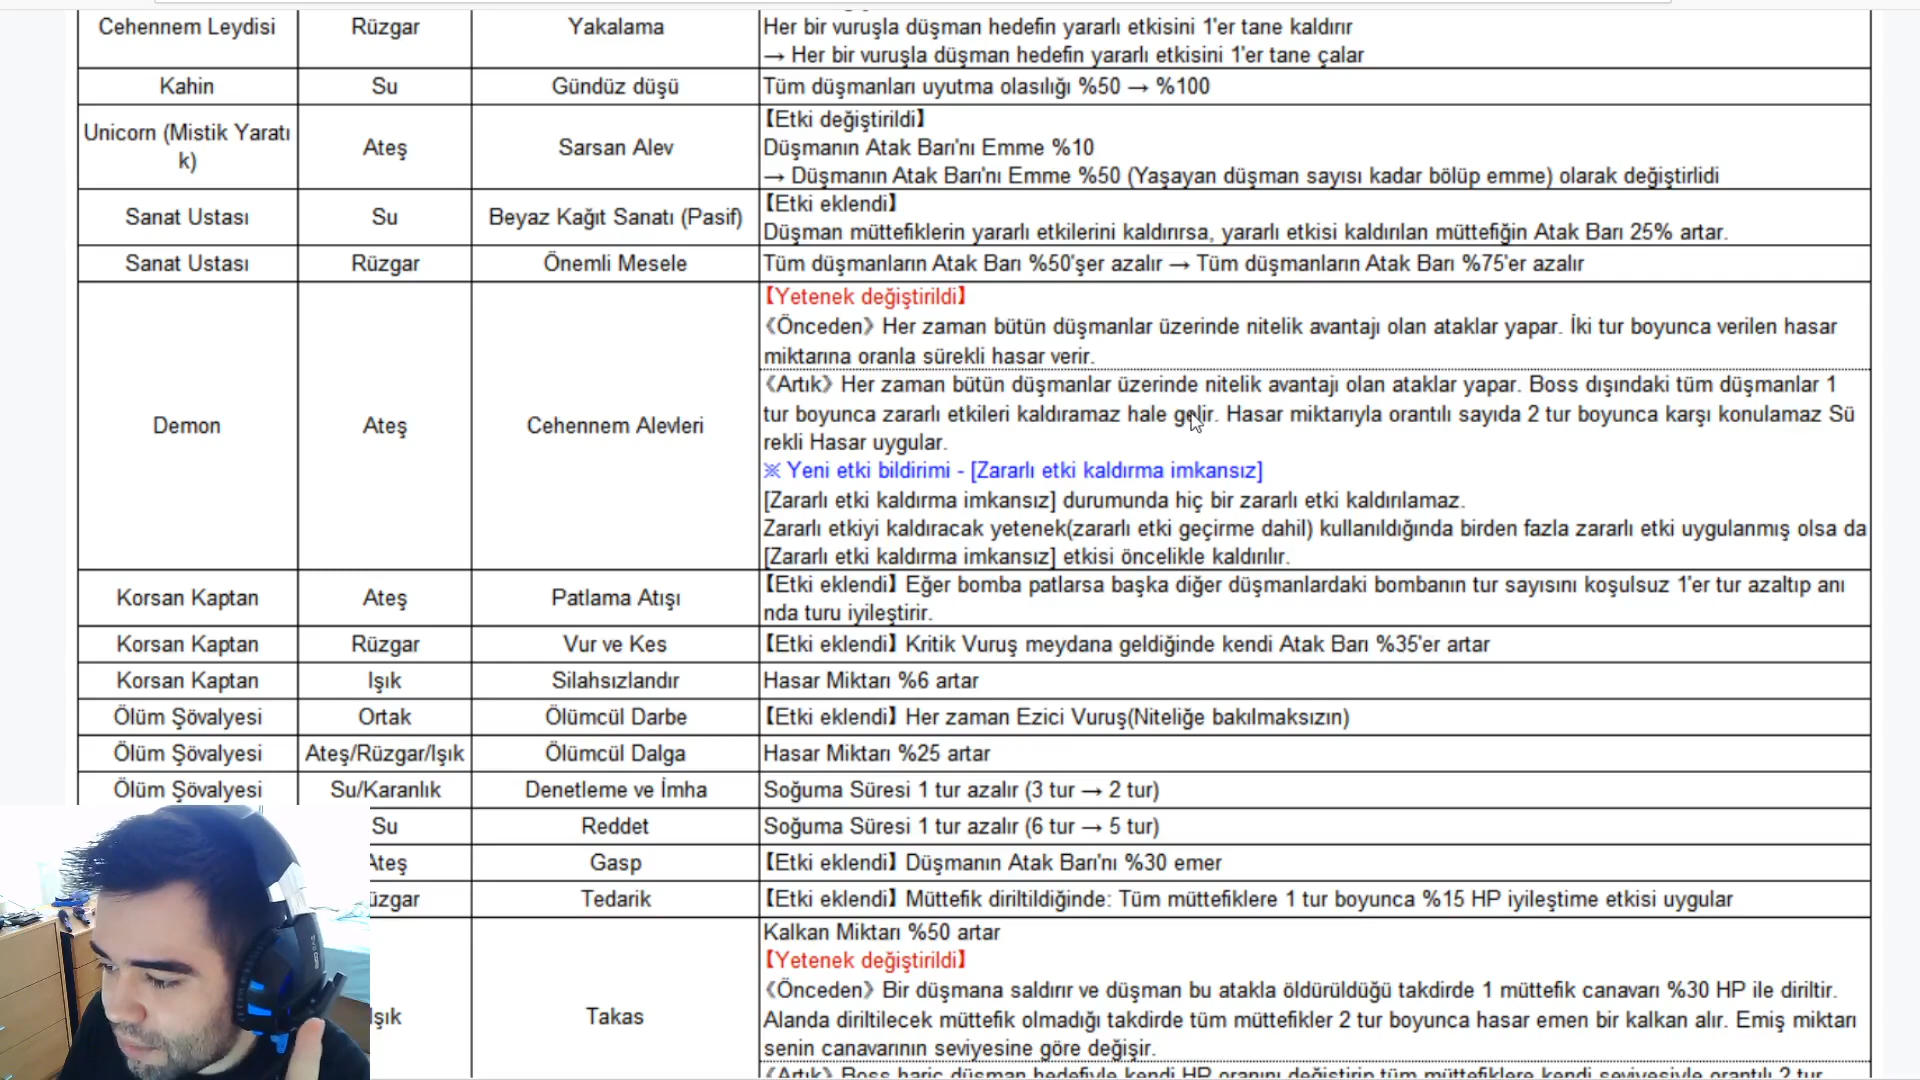 Cehennem Leydisi Rüzgar Yakalama Her bir vuruşla düşman hedefin yararlı etkisini 1'er tane kaldırır
→ Her bir vuruşla düşman hedefin yararlı etkisini 1'er tane çalar
Kahin Su Gündüz düşü Tüm düşmanları uyutma olasılığı %50 → %100
Unicorn (Mistik Yaratı
k) Ateş Sarsan Alev 【Etki değiştirildi】
Düşmanın Atak Barı'nı Emme %10
→ Düşmanın Atak Barı'nı Emme %50 (Yaşayan düşman sayısı kadar bölüp emme) olarak değiştirlidi
Sanat Ustası Su Beyaz Kağıt Sanatı (Pasif) 【Etki eklendi】
Düşman müttefiklerin yararlı etkilerini kaldırırsa, yararlı etkisi kaldırılan müttefiğin Atak Barı 25% artar.
Sanat Ustası Rüzgar Önemli Mesele Tüm düşmanların Atak Barı %50'şer azalır → Tüm düşmanların Atak Barı %75'er azalır
Demon Ateş Cehennem Alevleri 【Yetenek değiştirildi】
《Önceden》 Her zaman bütün düşmanlar üzerinde nitelik avantajı olan ataklar yapar. İki tur boyunca verilen hasar
miktarına oranla sürekli hasar verir.
《Artık》 Her zaman bütün düşmanlar üzerinde nitelik avantajı olan ataklar yapar. Boss dışındaki tüm düşmanlar 1
tur boyunca zararlı etkileri kaldıramaz hale gelir. Hasar miktarıyla orantılı sayıda 2 tur boyunca karşı konulamaz Sü
rekli Hasar uygular.
※ Yeni etki bildirimi - [Zararlı etki kaldırma imkansız]
[Zararlı etki kaldırma imkansız] durumunda hiç bir zararlı etki kaldırılamaz.
Zararlı etkiyi kaldıracak yetenek(zararlı etki geçirme dahil) kullanıldığında birden fazla zararlı etki uygulanmış olsa da
[Zararlı etki kaldırma imkansız] etkisi öncelikle kaldırılır.
Korsan Kaptan Ateş Patlama Atışı 【Etki eklendi】 Eğer bomba patlarsa başka diğer düşmanlardaki bombanın tur sayısını koşulsuz 1'er tur azaltıp anı
nda turu iyileştirir.
Korsan Kaptan Rüzgar Vur ve Kes 【Etki eklendi】 Kritik Vuruş meydana geldiğinde kendi Atak Barı %35'er artar
Korsan Kaptan Işık Silahsızlandır Hasar Miktarı %6 artar
Ölüm Şövalyesi Ortak Ölümcül Darbe 【Etki eklendi】 Her zaman Ezici Vuruş(Niteliğe bakılmaksızın)
Ölüm Şövalyesi Ateş/Rüzgar/Işık Ölümcül Dalga Hasar Miktarı %25 artar
Ölüm Şövalyesi Su/Karanlık Denetleme ve İmha Soğuma Süresi 1 tur azalır (3 tur → 2 tur)
Su Reddet Soğuma Süresi 1 tur azalır (6 tur → 5 tur)
Ateş Gasp 【Etki eklendi】 Düşmanın Atak Barı'nı %30 emer
üzgar Tedarik 【Etki eklendi】 Müttefik diriltildiğinde: Tüm müttefiklere 1 tur boyunca %15 HP iyileştime etkisi uygular
şık Takas Kalkan Miktarı %50 artar
【Yetenek değiştirildi】
《Önceden》 Bir düşmana saldırır ve düşman bu atakla öldürüldüğü takdirde 1 müttefik canavarı %30 HP ile diriltir.
Alanda diriltilecek müttefik olmadığı takdirde tüm müttefikler 2 tur boyunca hasar emen bir kalkan alır. Emiş miktarı
senin canavarının seviyesine göre değişir.
《Artık》 Boss hariç düşman hedefiyle kendi HP oranını değiştirip tüm müttefiklere kendi seviyesiyle orantılı 2 tur